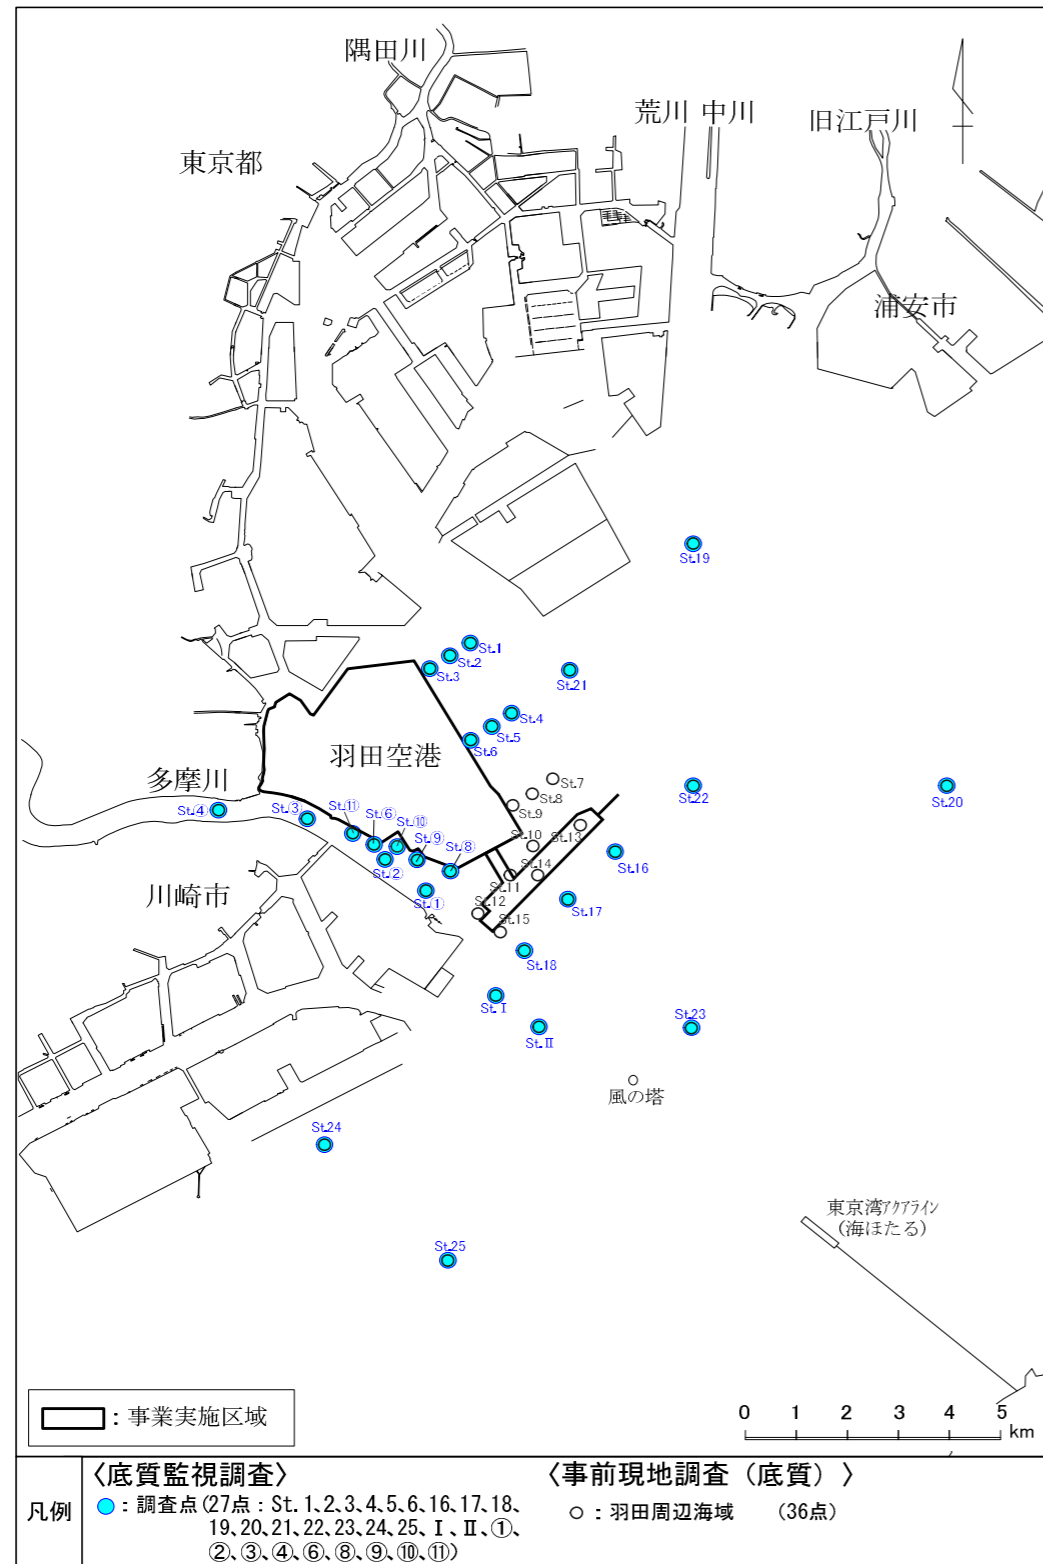 隅田川
荒川 中川
旧江戸川
東京都
浦安市
St.19
St.1
St.2
St.3
St.21
St.4
St.5
St.6
羽田空港
多摩川
St.7
St.8
St.9
St.22
St.20
St.④
St.③
St.⑪
St.⑥
St.⑩
St.10
St.13
St.⑨
St.②
St.⑧
St.14
St.16
St.11
川崎市
St.①
St.12
St.17
St.15
St.18
St.Ⅰ
St.Ⅱ
St.23
風の塔
St.24
東京湾アクアライン
(海ほたる)
St.25
:事業実施区域
0 1 2 3 4 5
km
凡例
〈底質監視調査〉
:調査点(27点:St.1、2、3、4、5、6、16、17、18、
19、20、21、22、23、24、25、Ⅰ、Ⅱ、①、
②、③、④、⑥、⑧、⑨、⑩、⑪)
〈事前現地調査(底質)〉
:羽田周辺海域 (36点)